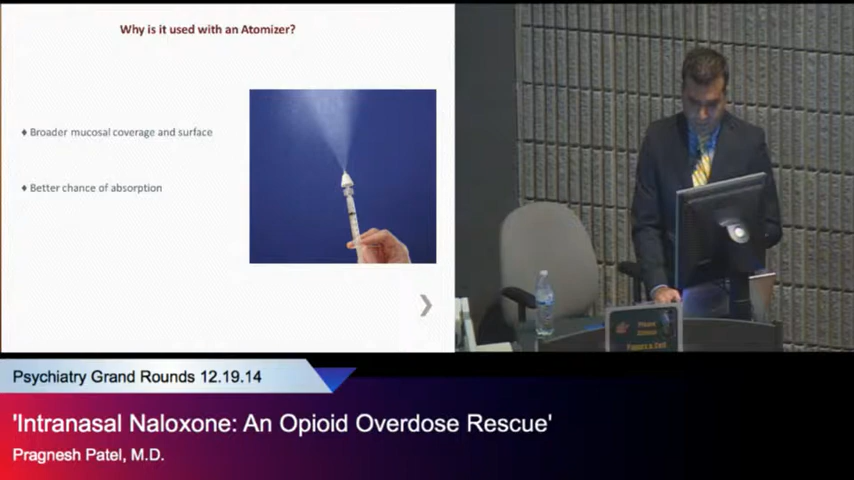 Why is it used with an Atomizer?
♦ Broader mucosal coverage and surface
♦ Better chance of absorption
Psychiatry Grand Rounds 12.19.14
'Intranasal Naloxone: An Opioid Overdose Rescue'
Pragnesh Patel, M.D.